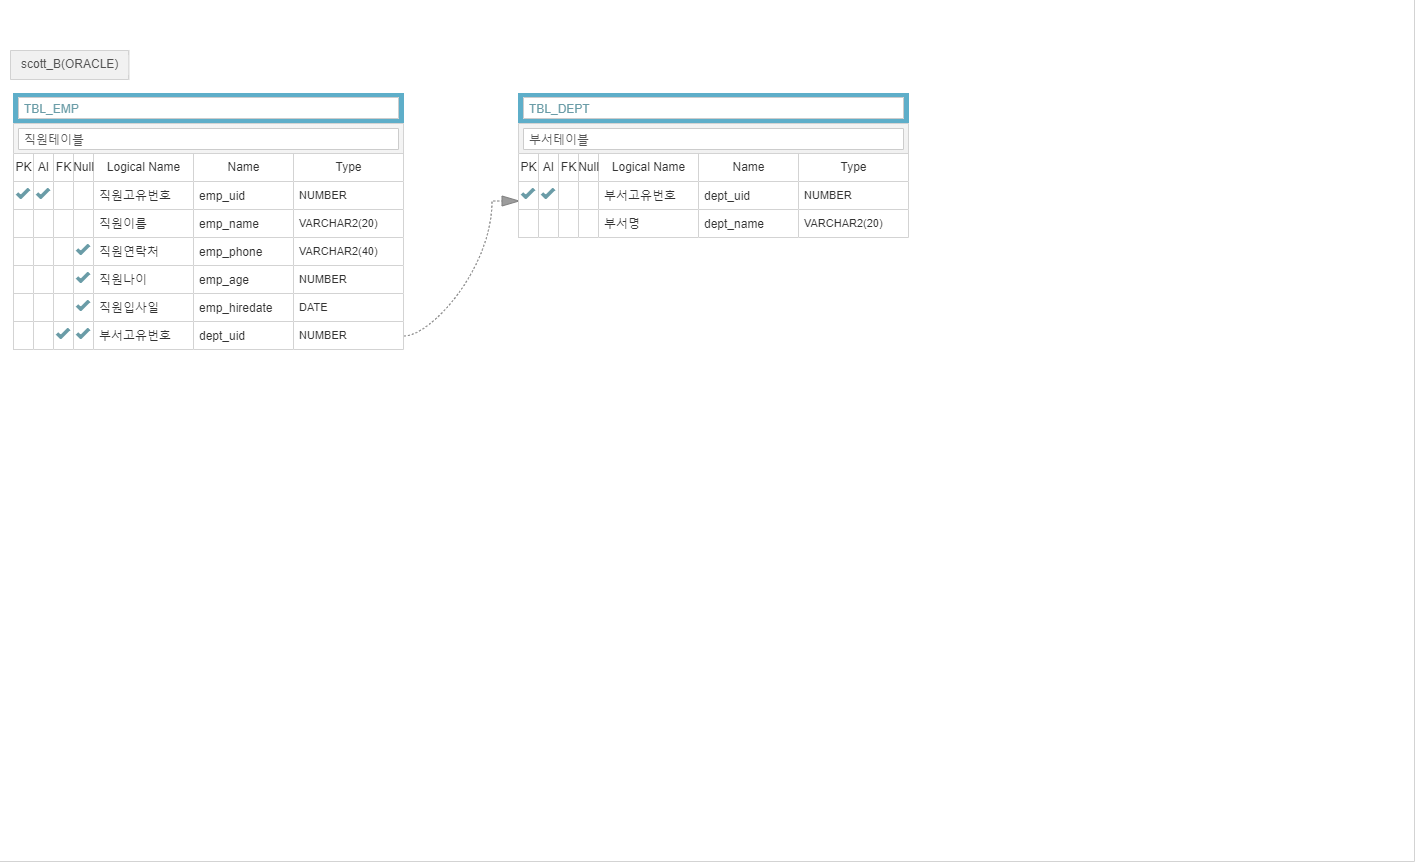 scott_B(ORACLE)
TBL_EMP
직원테이블
PK AI FK Null Logical Name Name Type
직원고유번호 emp_uid NUMBER
직원이름 emp_name VARCHAR2(20)
직원연락처 emp_phone VARCHAR2(40)
직원나이 emp_age NUMBER
직원입사일 emp_hiredate DATE
부서고유번호 dept_uid NUMBER
TBL_DEPT
부서테이블
PK AI FK Null Logical Name Name Type
부서고유번호 dept_uid NUMBER
부서명 dept_name VARCHAR2(20)